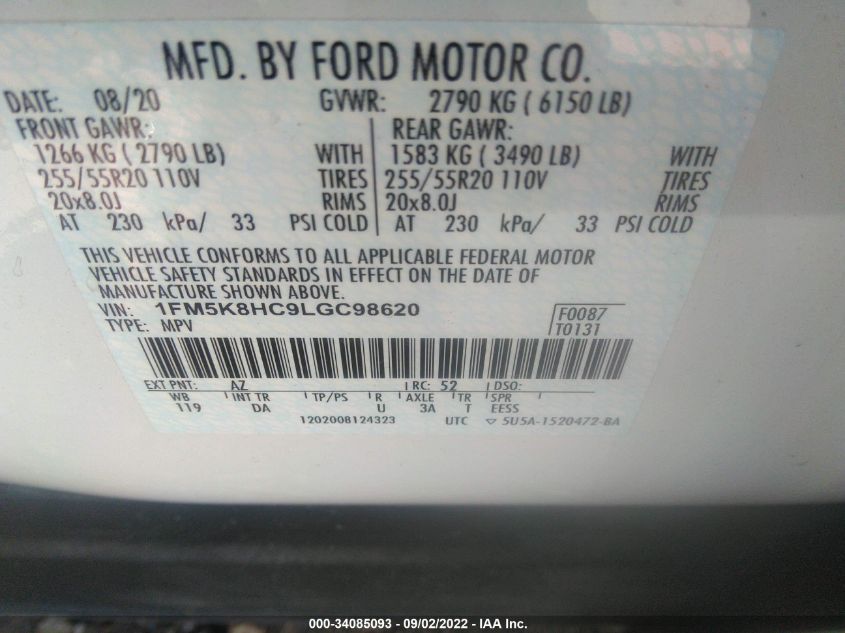 MFD. BY FORD MOTOR CO.
DATE: 08/20 GVWR: 2790 KG ( 6150 LB)
FRONT GAWR: REAR GAWR:
1266 KG ( 2790 LB) WITH 1583 KG ( 3490 LB) WITH
255/55R20 110V TIRES 255/55R20 110V TIRES
20x8.0J RIMS 20x8.0J RIMS
AT 230 kPa/ 33 PSI COLD AT 230 kPa/ 33 PSI COLD
THIS VEHICLE CONFORMS TO ALL APPLICABLE FEDERAL MOTOR
VEHICLE SAFETY STANDARDS IN EFFECT ON THE DATE OF
MANUFACTURE SHOWN ABOVE.
VIN: 1FM5K8HC9LGC98620 F0087
TYPE: MPV T0131
EXT PNT: AZ RC: 52 DSO:
WB INT TR TP/PS R AXLE TR SPR
119 DA U 3A T EESS
1202008124323 UTC ▽ 5U5A-1520472-BA
000-34085093 - 09/02/2022 - IAA Inc.